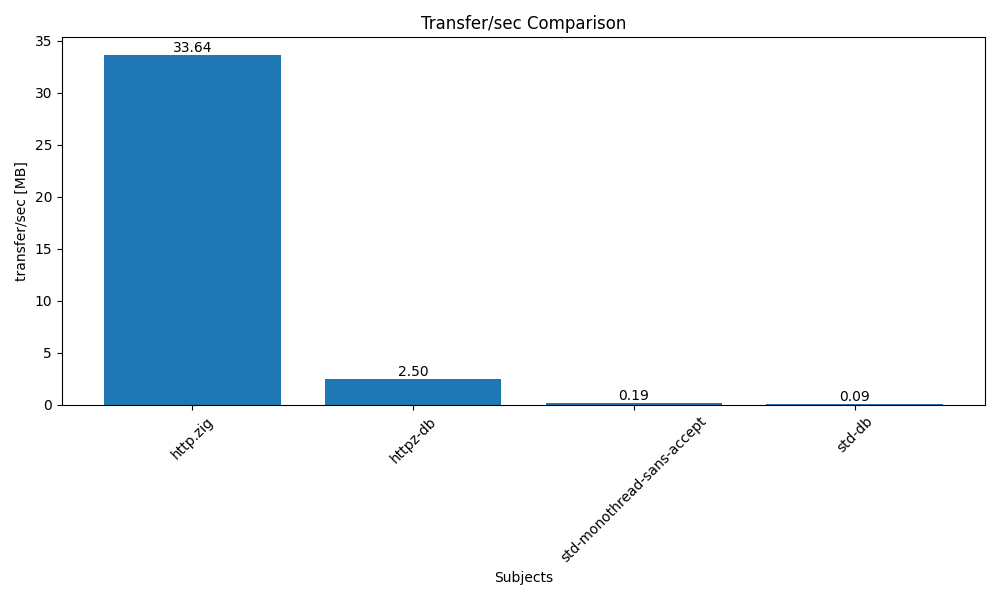 Transfer/sec Comparison
transfer/sec [MB]
35
30
25
20
15
10
5
0
33.64
2.50
0.19
0.09
http.zig
httpz-db
std-monothread-sans-accept
std-db
Subjects